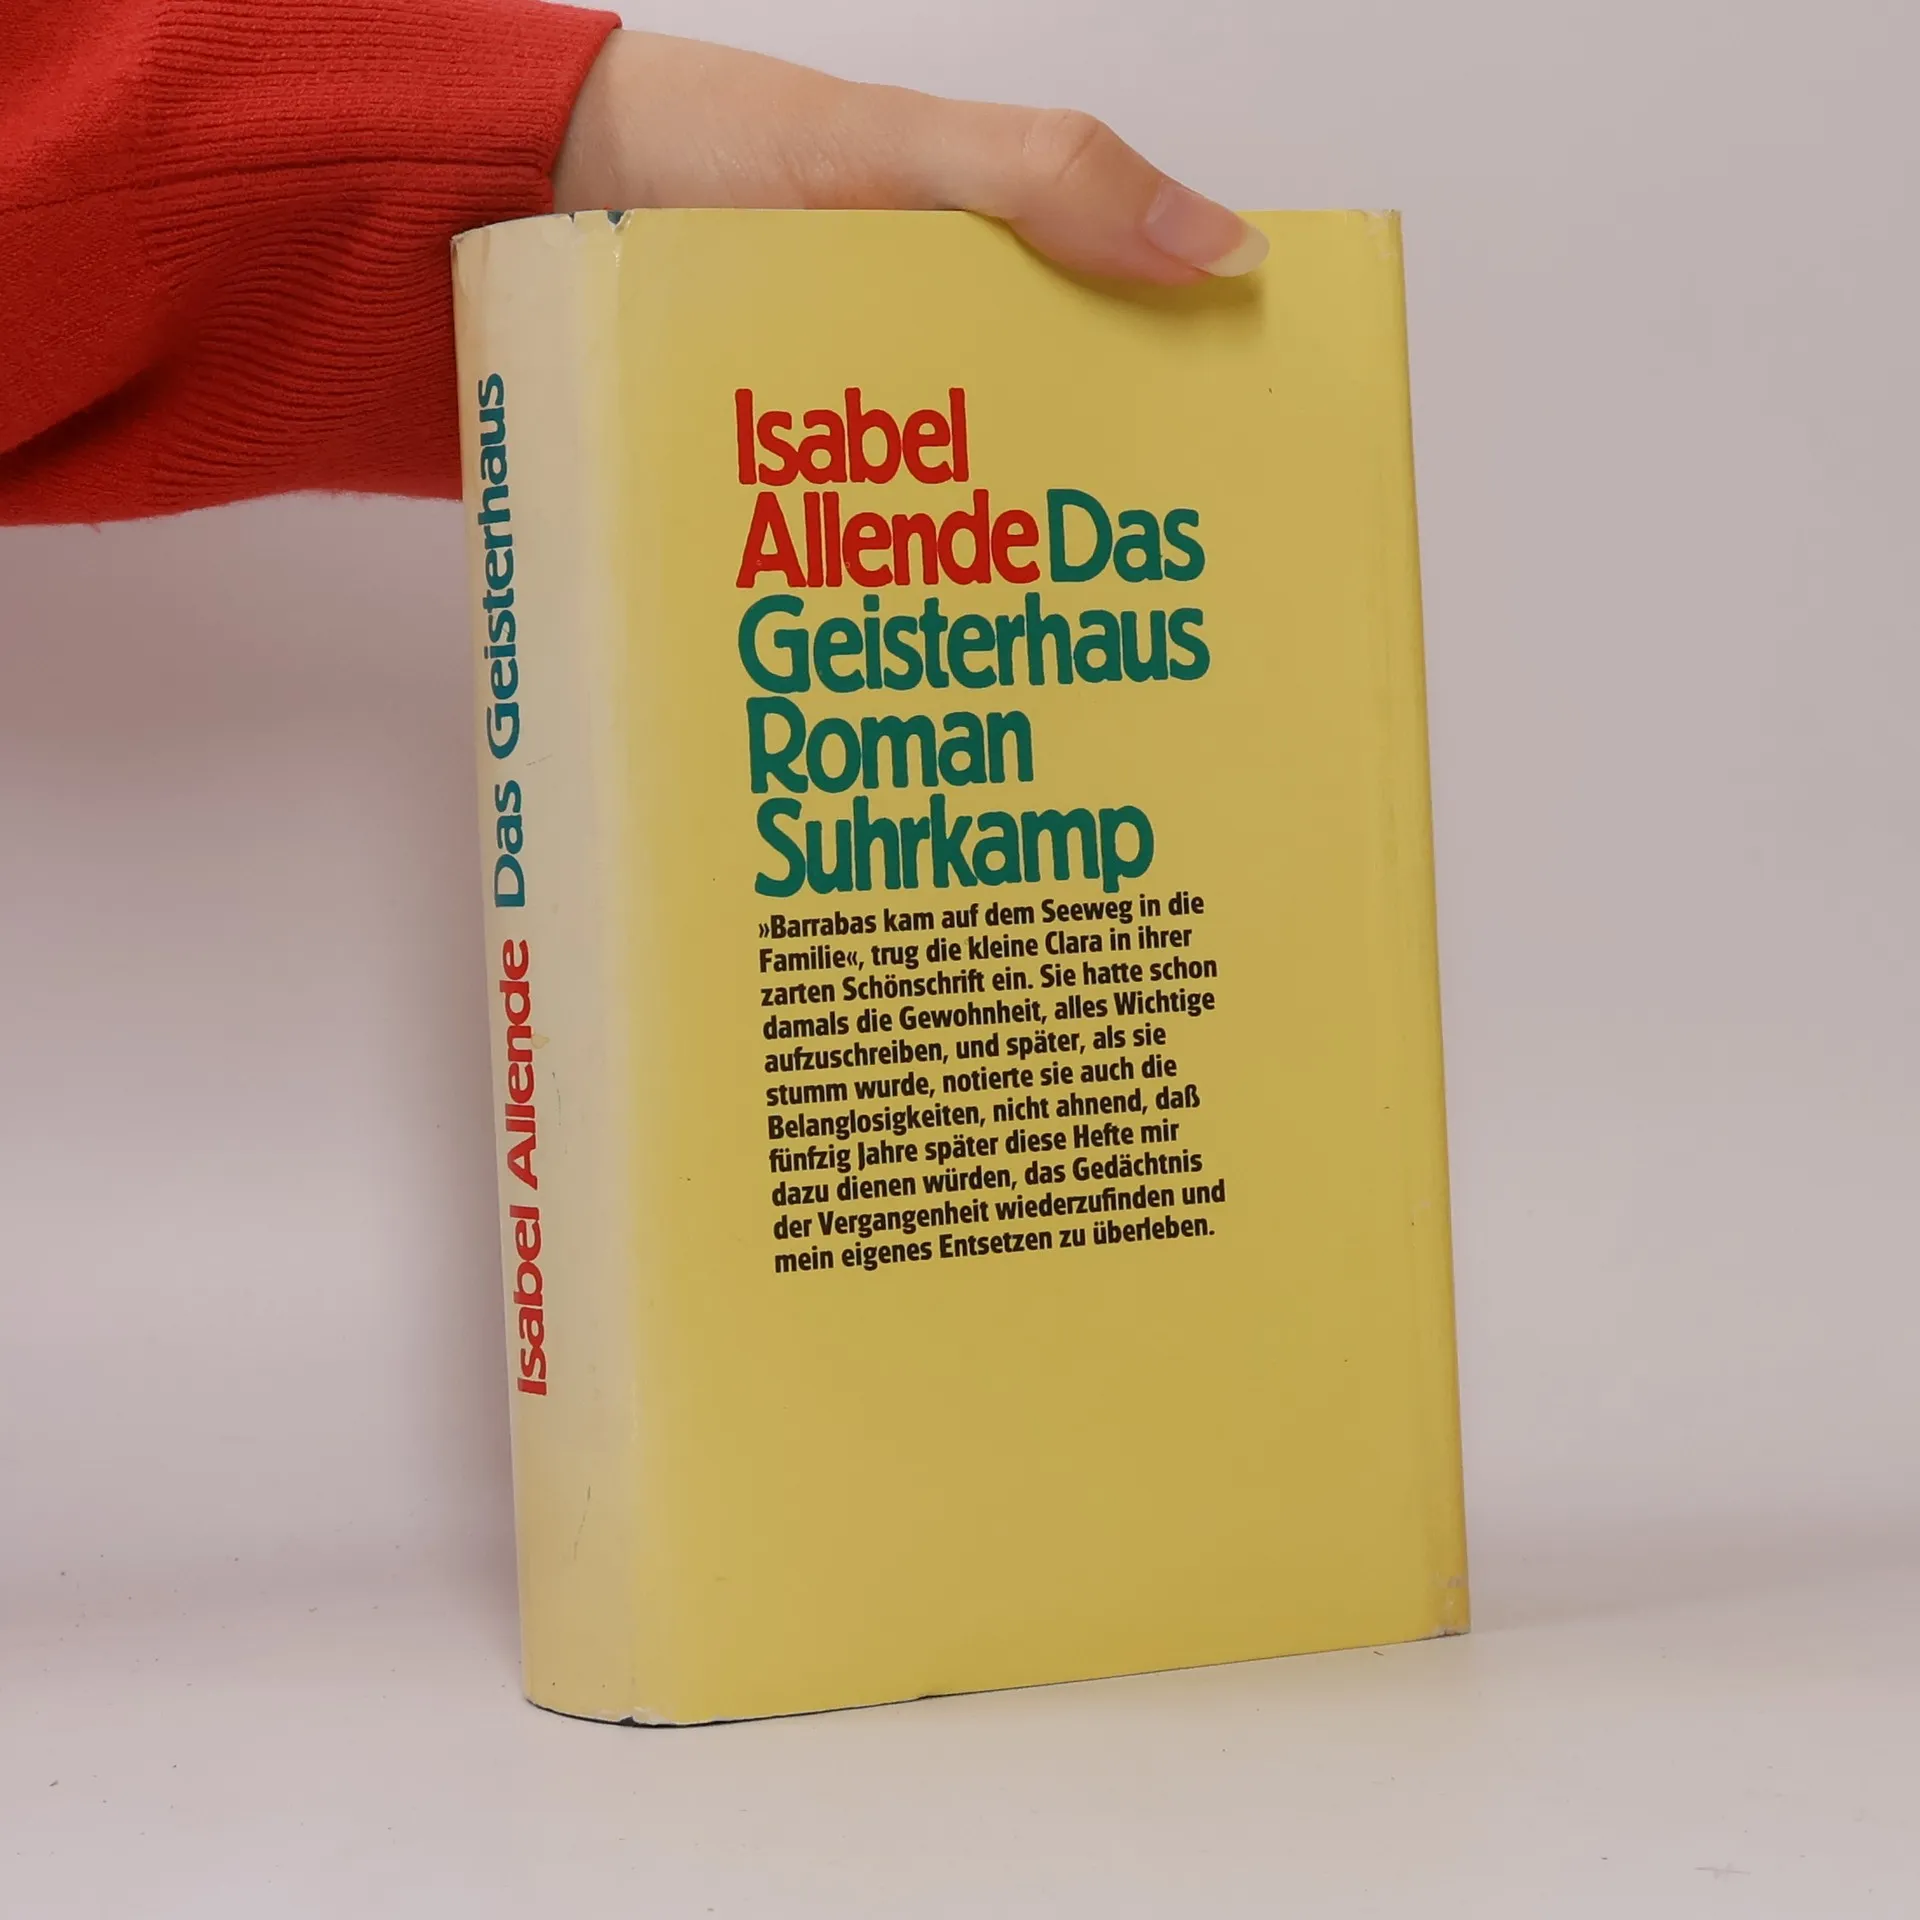 Isabel Allende Das Geisterhaus
Isabel
Allende Das
Geisterhaus
Roman
Suhrkamp
»Barrabas kam auf dem Seeweg in die
Familie«, trug die kleine Clara in ihrer
zarten Schönschrift ein. Sie hatte schon
damals die Gewohnheit, alles Wichtige
aufzuschreiben, und später, als sie
stumm wurde, notierte sie auch die
Belanglosigkeiten, nicht ahnend, daß
fünfzig Jahre später diese Hefte mir
dazu dienen würden, das Gedächtnis
der Vergangenheit wiederzufinden und
mein eigenes Entsetzen zu überleben.